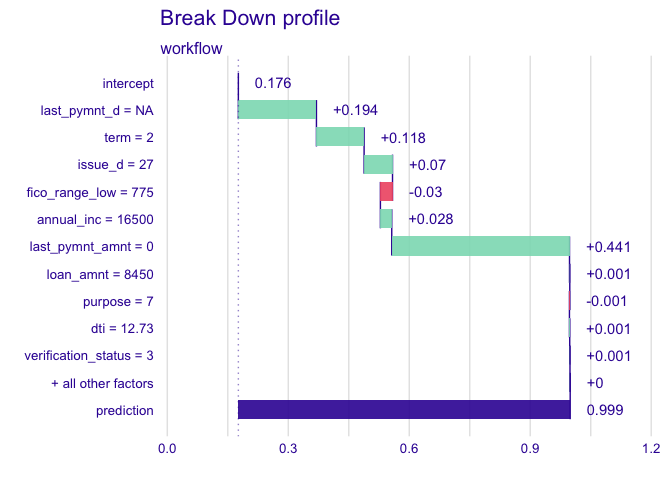 Break Down profile
workflow
intercept 0.176
last_pymnt_d = NA +0.194
term = 2 +0.118
issue_d = 27 +0.07
fico_range_low = 775 -0.03
annual_inc = 16500 +0.028
last_pymnt_amnt = 0 +0.441
loan_amnt = 8450 +0.001
purpose = 7 -0.001
dti = 12.73 +0.001
verification_status = 3 +0.001
+ all other factors +0
prediction 0.999
0.0 0.3 0.6 0.9 1.2